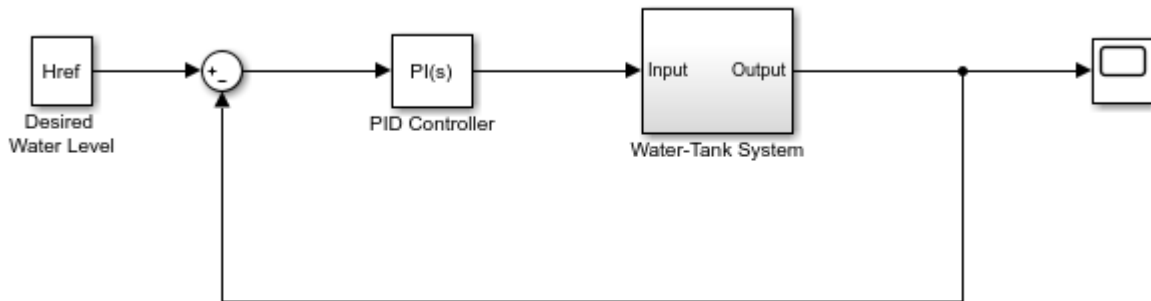 Href
+
−
PI(s)
Input
Output
Desired
Water Level
PID Controller
Water-Tank System